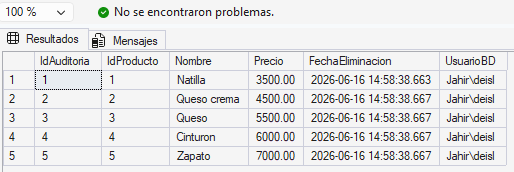 100 % No se encontraron problemas.
Resultados Mensajes
IdAuditoria IdProducto Nombre Precio FechaEliminacion UsuarioBD
1 1 1 Natilla 3500.00 2026-06-16 14:58:38.663 Jahir\deisl
2 2 2 Queso crema 4500.00 2026-06-16 14:58:38.667 Jahir\deisl
3 3 3 Queso 5500.00 2026-06-16 14:58:38.667 Jahir\deisl
4 4 4 Cinturon 6000.00 2026-06-16 14:58:38.667 Jahir\deisl
5 5 5 Zapato 7000.00 2026-06-16 14:58:38.667 Jahir\deisl